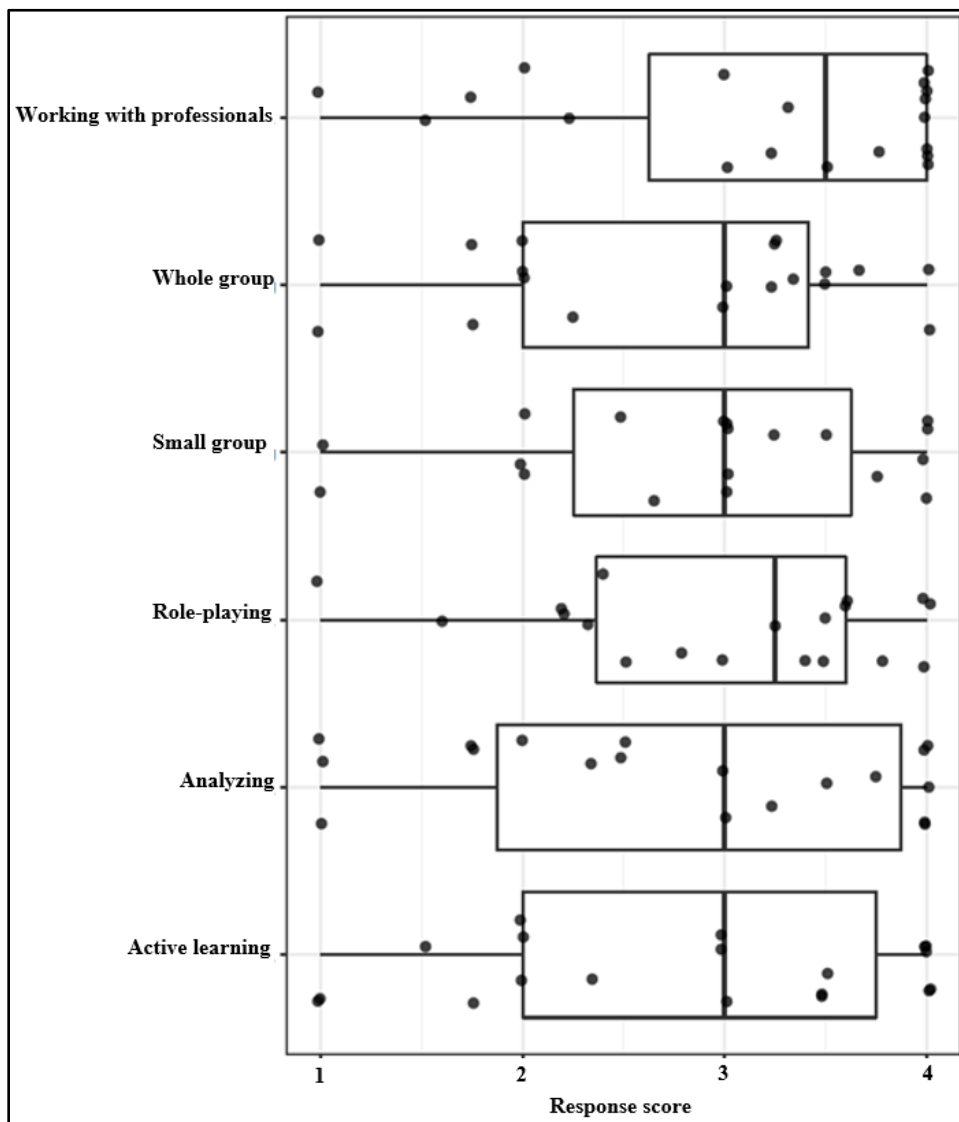 Working with professionals
Whole group
Small group
Role-playing
Analyzing
Active learning
1 2 3 4
Response score